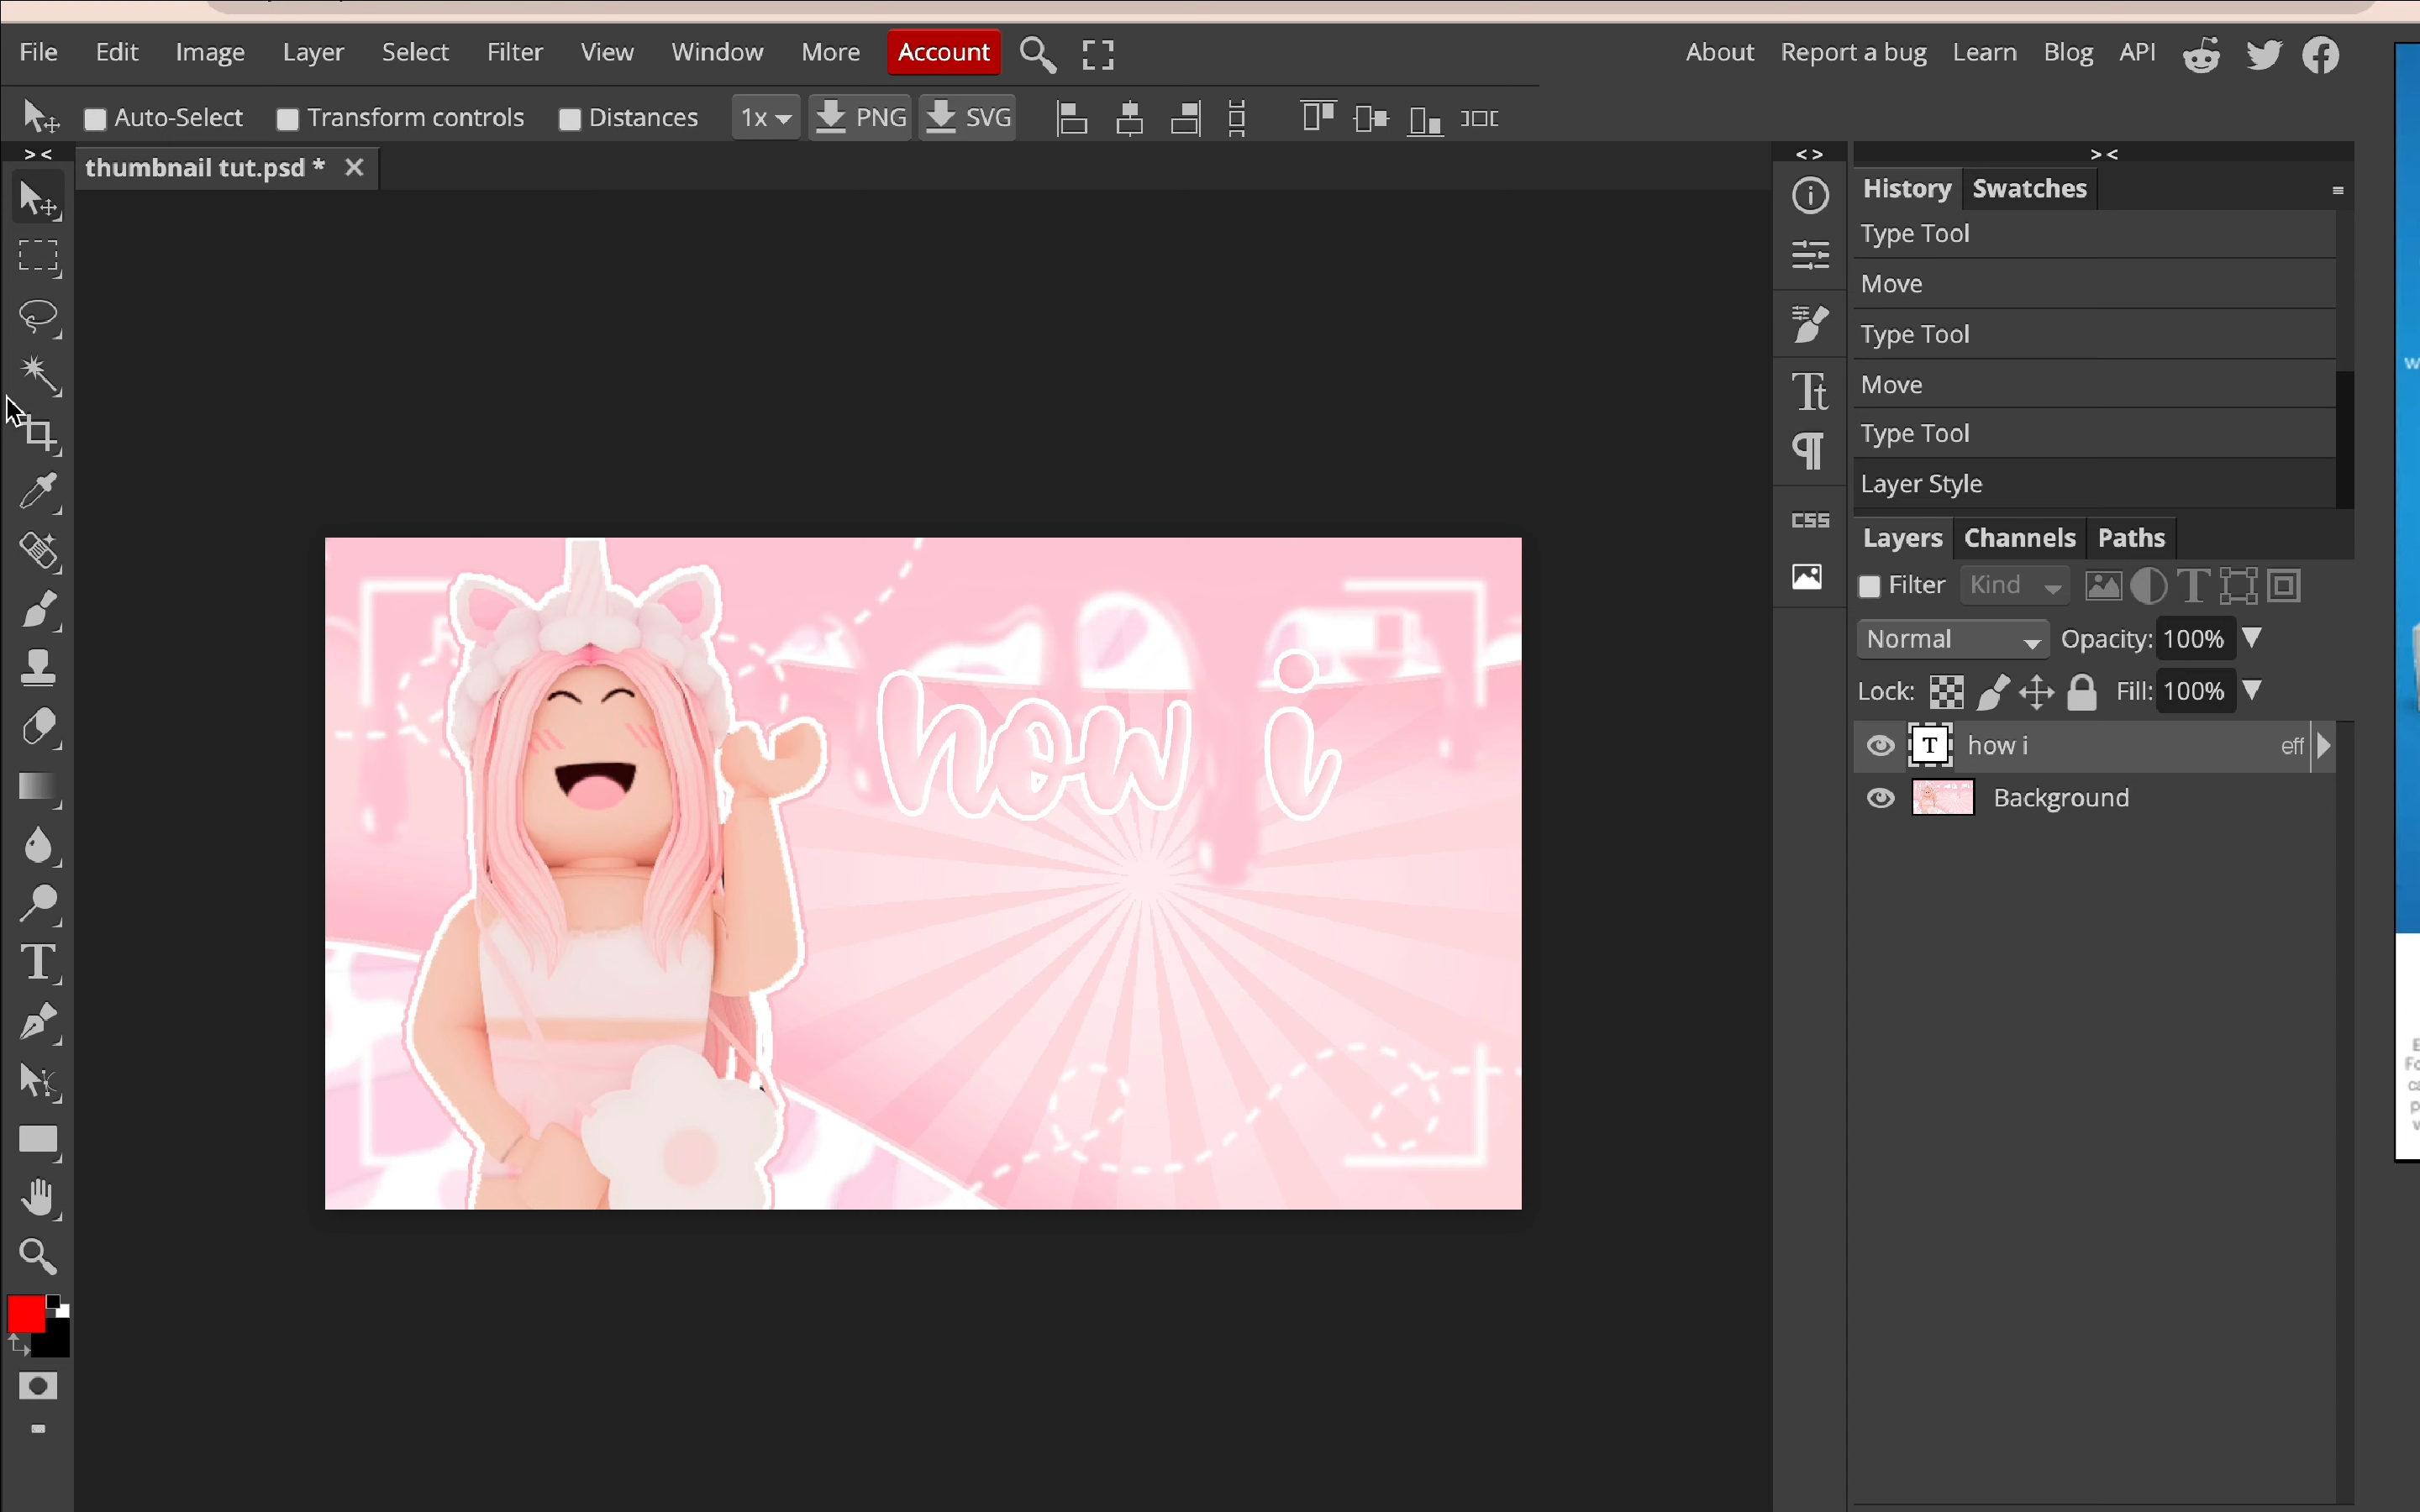 File Edit Image Layer Select Filter View Window More Account About Report a bug Learn Blog API
Auto-Select Transform controls Distances 1x PNG SVG
> < < > > <
thumbnail tut.psd *
History Swatches
Type Tool
Move
Type Tool
Move
Type Tool
Layer Style
CSS
Layers Channels Paths
Filter Kind
Normal Opacity: 100%
Lock: Fill: 100%
how i eff
Background
how i